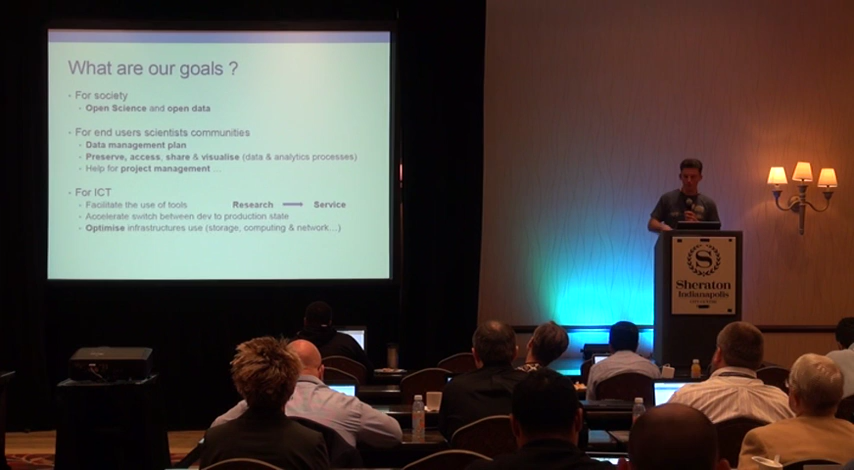 What are our goals ?
- For society
- Open Science and open data
- For end users scientists communities
- Data management plan
- Preserve, access, share & visualise (data & analytics processes)
- Help for project management ...
- For ICT
- Facilitate the use of tools Research → Service
- Accelerate switch between dev to production state
- Optimise infrastructures use (storage, computing & network...)
S
Sheraton
Indianapolis